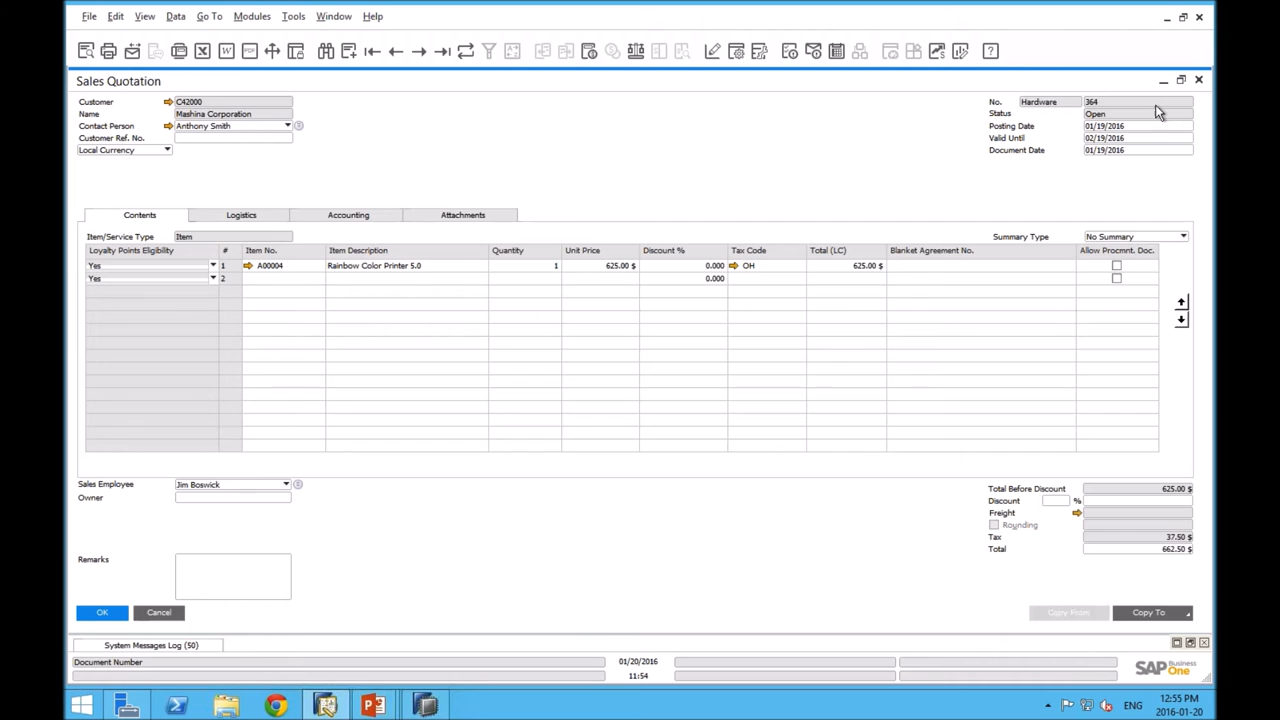 File Edit View Data Go To Modules Tools Window Help
Sales Quotation
Customer C42000 No. Hardware 364
Name Mashina Corporation Status Open
Contact Person Anthony Smith Posting Date 01/19/2016
Customer Ref. No. Valid Until 02/19/2016
Local Currency Document Date 01/19/2016
Contents Logistics Accounting Attachments
Item/Service Type Item Summary Type No Summary
Loyalty Points Eligibility # Item No. Item Description Quantity Unit Price Discount % Tax Code Total (LC) Blanket Agreement No. Allow Procmnt. Doc.
Yes 1 A00004 Rainbow Color Printer 5.0 1 625.00 $ 0.000 OH 625.00 $
Yes 2 0.000
Sales Employee Jim Boswick Total Before Discount 625.00 $
Owner Discount %
Freight
Rounding
Tax 37.50 $
Total 662.50 $
Remarks
OK Cancel Copy From Copy To
System Messages Log (50)
Document Number 01/20/2016
11:54
SAP Business One
ENG 12:55 PM
2016-01-20